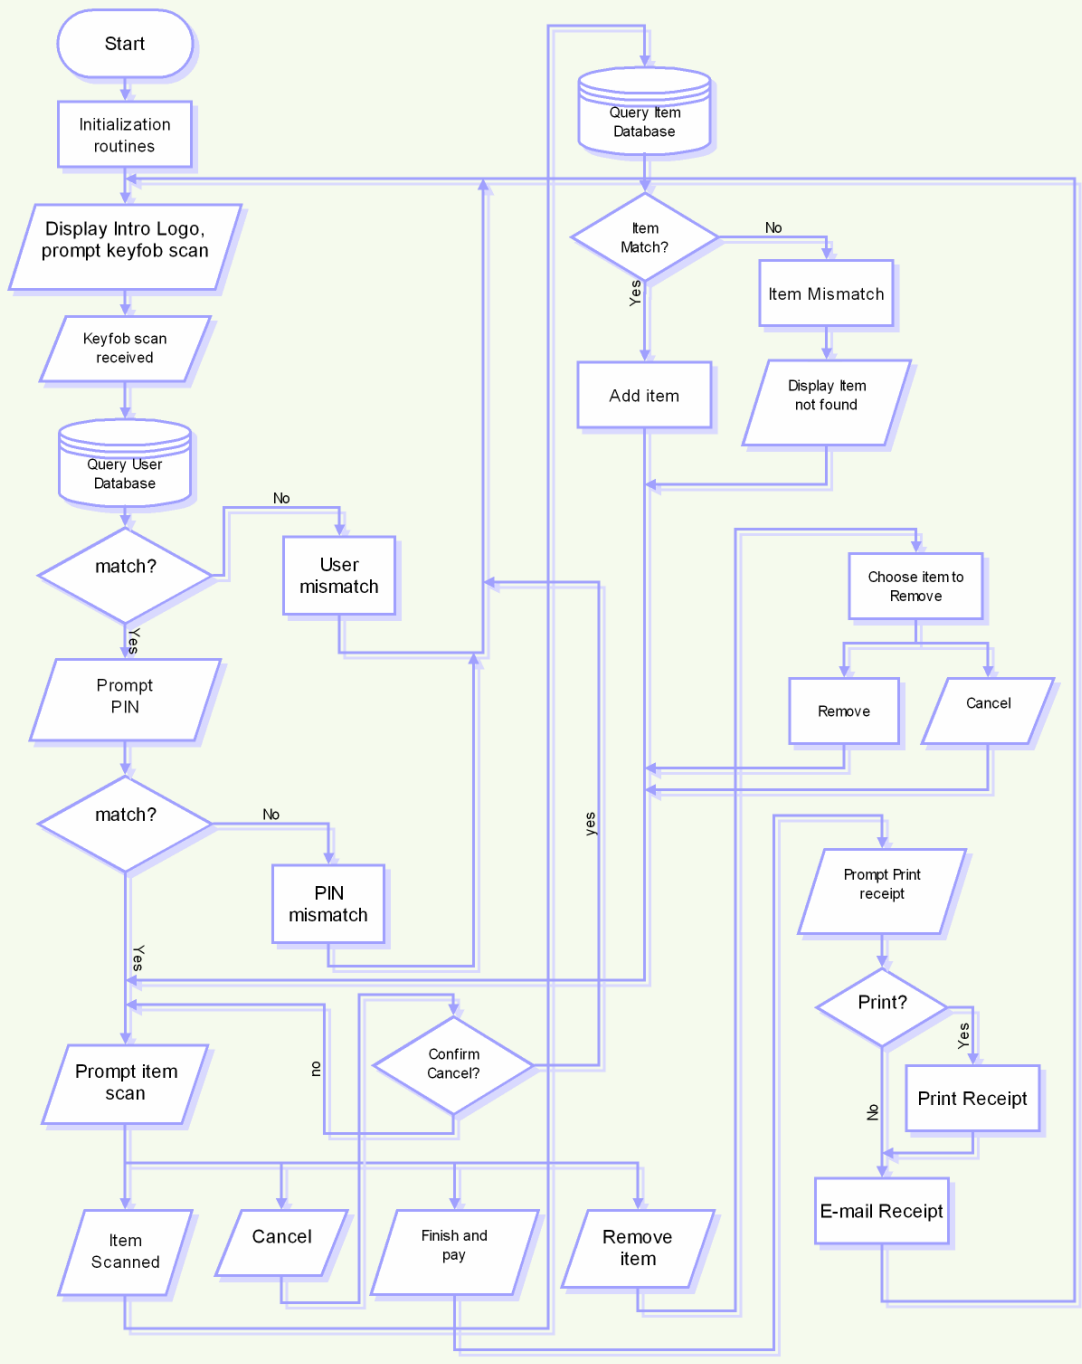 Start
Initialization
routines
Display Intro Logo,
prompt keyfob scan
Keyfob scan
received
Query User
Database
match?
No
User
mismatch
Yes
Prompt
PIN
match?
No
PIN
mismatch
Yes
Prompt item
scan
Item
Scanned
Cancel
Finish and
pay
Remove
item
Confirm
Cancel?
no
yes
Query Item
Database
Item
Match?
No
Item Mismatch
Display Item
not found
Yes
Add item
Choose item to
Remove
Remove
Cancel
Prompt Print
receipt
Print?
Yes
Print Receipt
No
E-mail Receipt